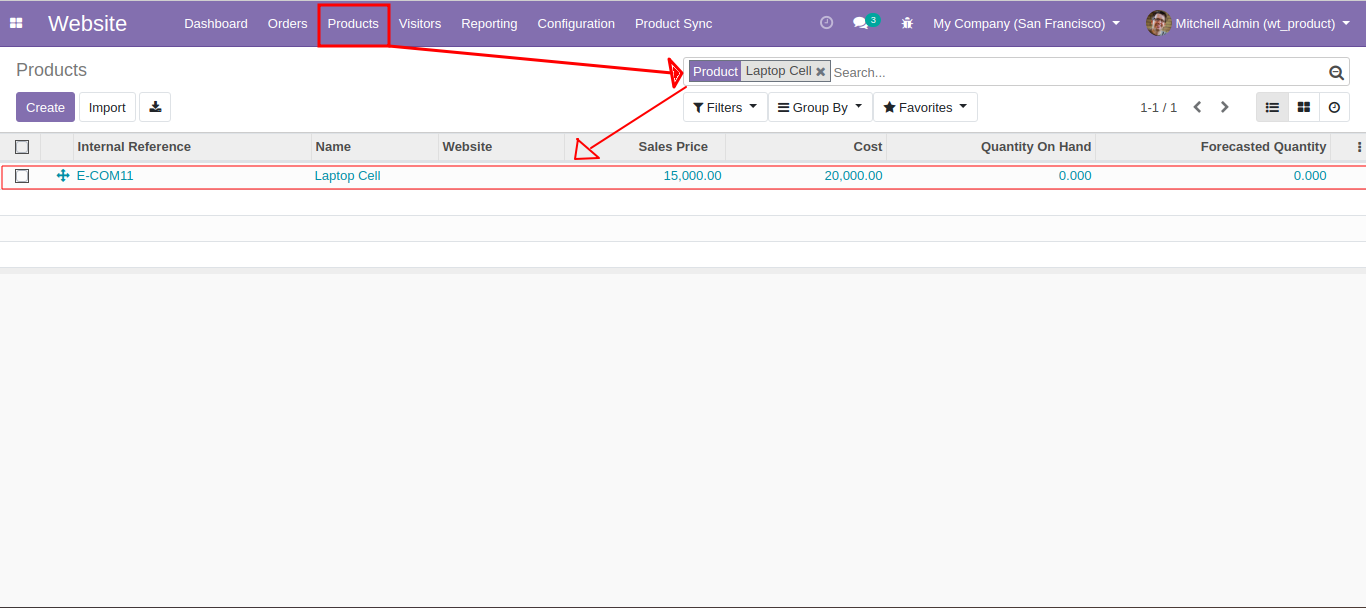 Website Dashboard Orders Products Visitors Reporting Configuration Product Sync 3 My Company (San Francisco) Mitchell Admin (wt_product)
Products
Product Laptop Cell Search...
Create Import Filters Group By Favorites 1-1 / 1
Internal Reference Name Website Sales Price Cost Quantity On Hand Forecasted Quantity
E-COM11 Laptop Cell 15,000.00 20,000.00 0.000 0.000